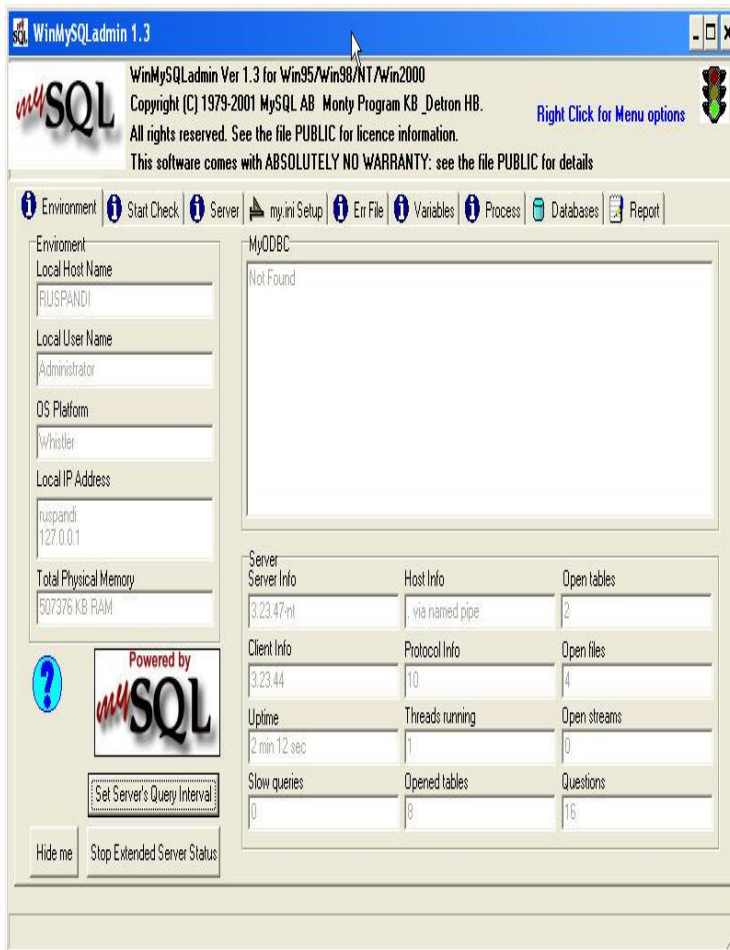 WinMySQLadmin 1.3
mySQL
WinMySQLadmin Ver 1.3 for Win95/Win98/NT/Win2000
Copyright (C) 1979-2001 MySQL AB Monty Program KB _Detron HB.
All rights reserved. See the file PUBLIC for licence information.
This software comes with ABSOLUTELY NO WARRANTY: see the file PUBLIC for details
Right Click for Menu options
Environment Start Check Server my.ini Setup Err File Variables Process Databases Report
Enviroment
Local Host Name
RUSPANDI
Local User Name
Administrator
OS Platform
Whistler
Local IP Address
ruspandi
127.0.0.1
Total Physical Memory
507376 KB RAM
MyODBC
Not Found
Server
Server Info Host Info Open tables
3.23.47-nt . via named pipe 2
Client Info Protocol Info Open files
3.23.44 10 4
Uptime Threads running Open streams
2 min 12 sec 1 0
Slow queries Opened tables Questions
0 8 16
?
Powered by
mySQL
Set Server's Query Interval
Hide me Stop Extended Server Status